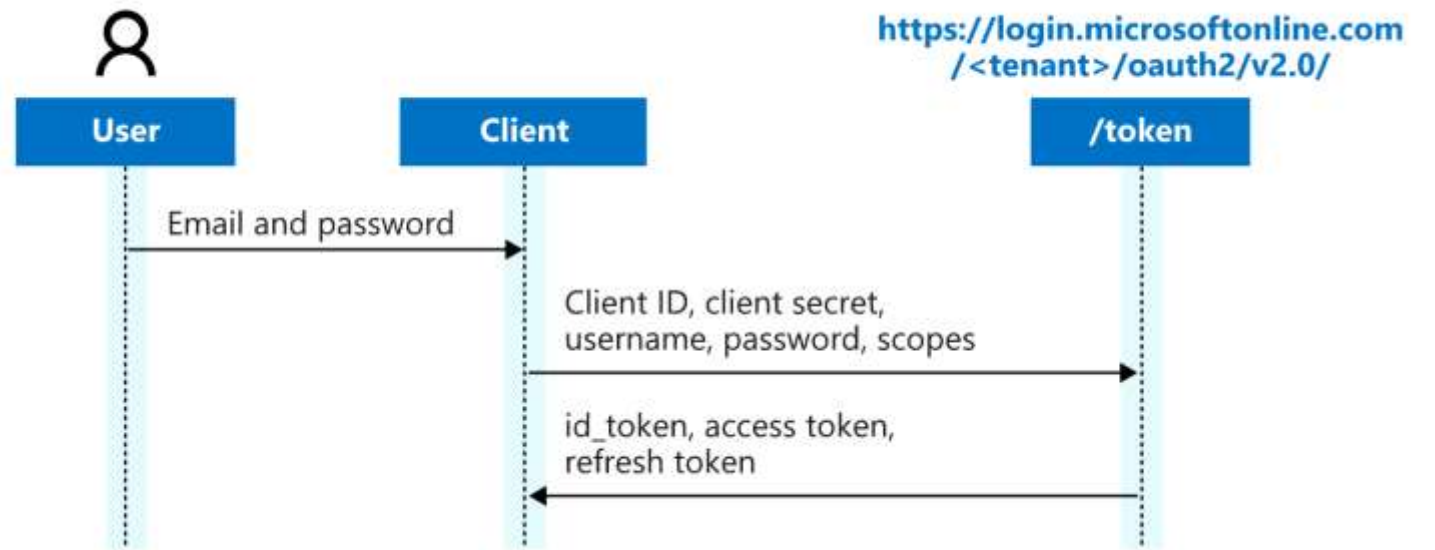 https://login.microsoftonline.com
/<tenant>/oauth2/v2.0/
User
Client
/token
Email and password
Client ID, client secret,
username, password, scopes
id_token, access token,
refresh token